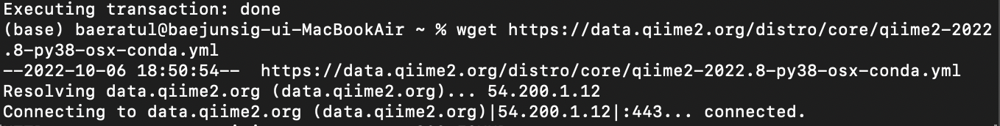 Executing transaction: done
(base) baeratul@baejunsig-ui-MacBookAir ~ % wget https://data.qiime2.org/distro/core/qiime2-2022
.8-py38-osx-conda.yml
--2022-10-06 18:50:54--  https://data.qiime2.org/distro/core/qiime2-2022.8-py38-osx-conda.yml
Resolving data.qiime2.org (data.qiime2.org)... 54.200.1.12
Connecting to data.qiime2.org (data.qiime2.org)|54.200.1.12|:443... connected.